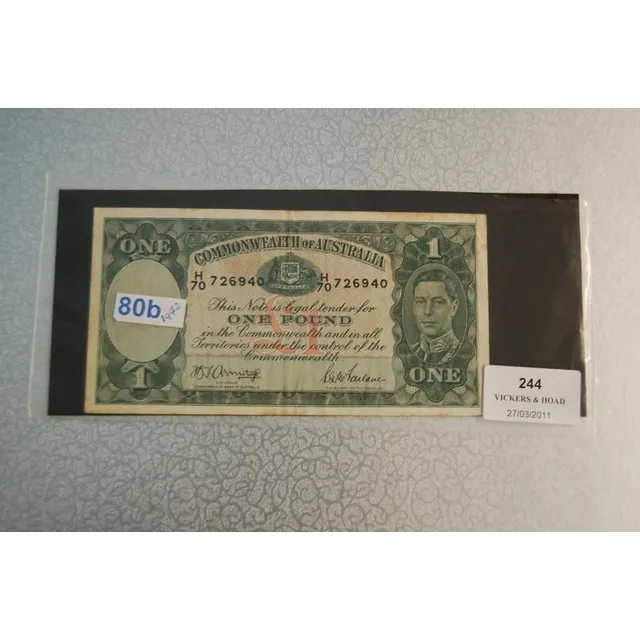 ONE
COMMONWEALTH OF AUSTRALIA
1
H
70 726940
H
70 726940
AUSTRALIA
80b
1942
This Note is legal tender for
ONE POUND
in the Commonwealth and in all
Territories under the control of the
Commonwealth.
£1
1
ONE
244
VICKERS & HOAD
27/03/2011